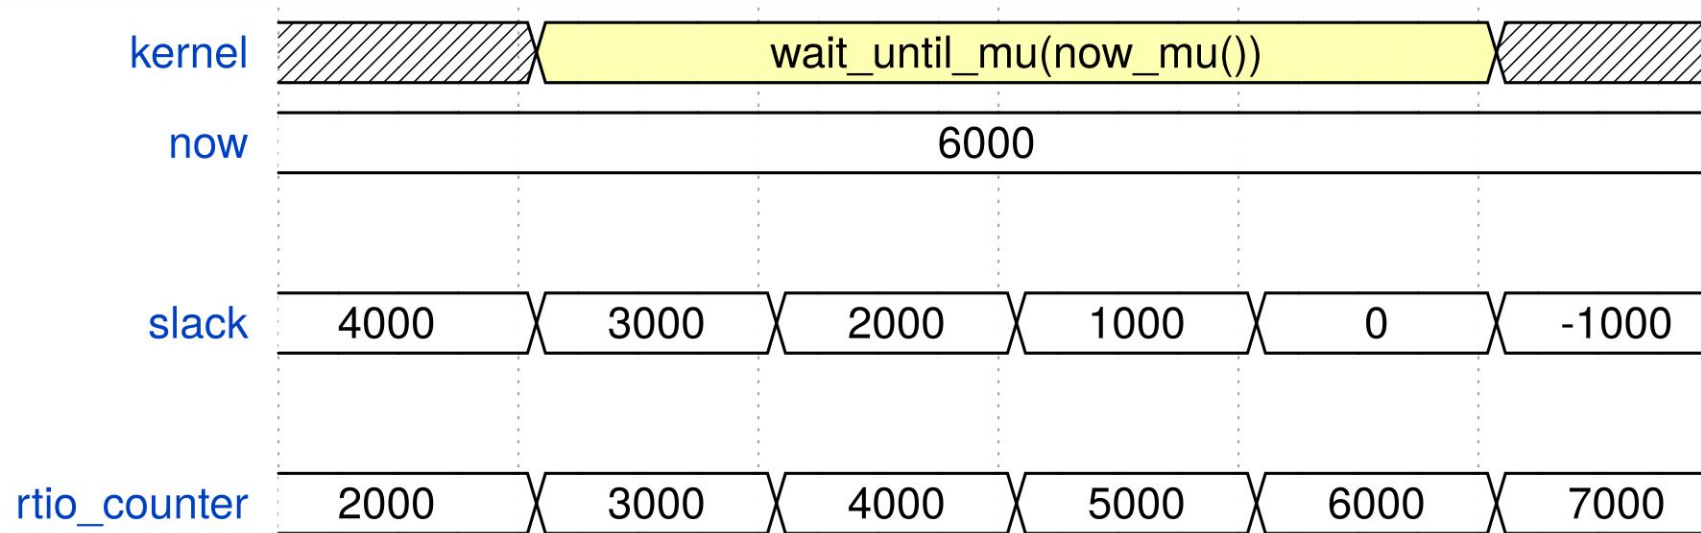 kernel wait_until_mu(now_mu())
now 6000
slack 4000 3000 2000 1000 0 -1000
rtio_counter 2000 3000 4000 5000 6000 7000